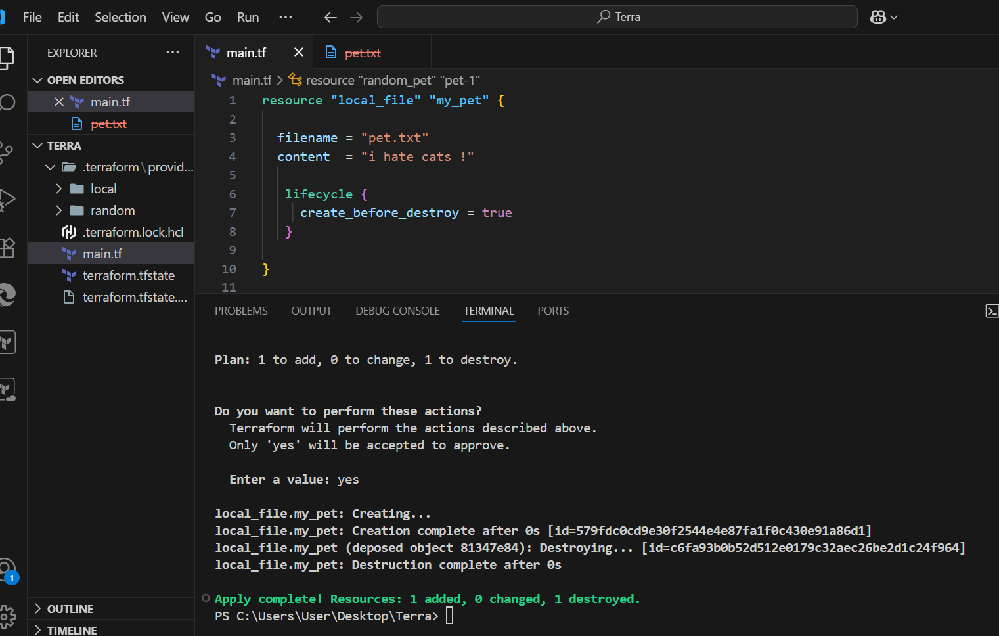 File Edit Selection View Go Run ··· Terra
EXPLORER ···
OPEN EDITORS
main.tf
pet.txt
TERRA
.terraform\provid...
local
random
.terraform.lock.hcl
main.tf
terraform.tfstate
terraform.tfstate....
1
OUTLINE
TIMELINE
main.tf pet.txt
main.tf > resource "random_pet" "pet-1"
1 resource "local_file" "my_pet" {
2
3 filename = "pet.txt"
4 content = "i hate cats !"
5
6 lifecycle {
7 create_before_destroy = true
8 }
9
10 }
11
PROBLEMS OUTPUT DEBUG CONSOLE TERMINAL PORTS
Plan: 1 to add, 0 to change, 1 to destroy.
Do you want to perform these actions?
Terraform will perform the actions described above.
Only 'yes' will be accepted to approve.
Enter a value: yes
local_file.my_pet: Creating...
local_file.my_pet: Creation complete after 0s [id=579fdc0cd9e30f2544e4e87fa1f0c430e91a86d1]
local_file.my_pet (deposed object 81347e84): Destroying... [id=c6fa93b0b52d512e0179c32aec26be2d1c24f964]
local_file.my_pet: Destruction complete after 0s
Apply complete! Resources: 1 added, 0 changed, 1 destroyed.
PS C:\Users\User\Desktop\Terra>